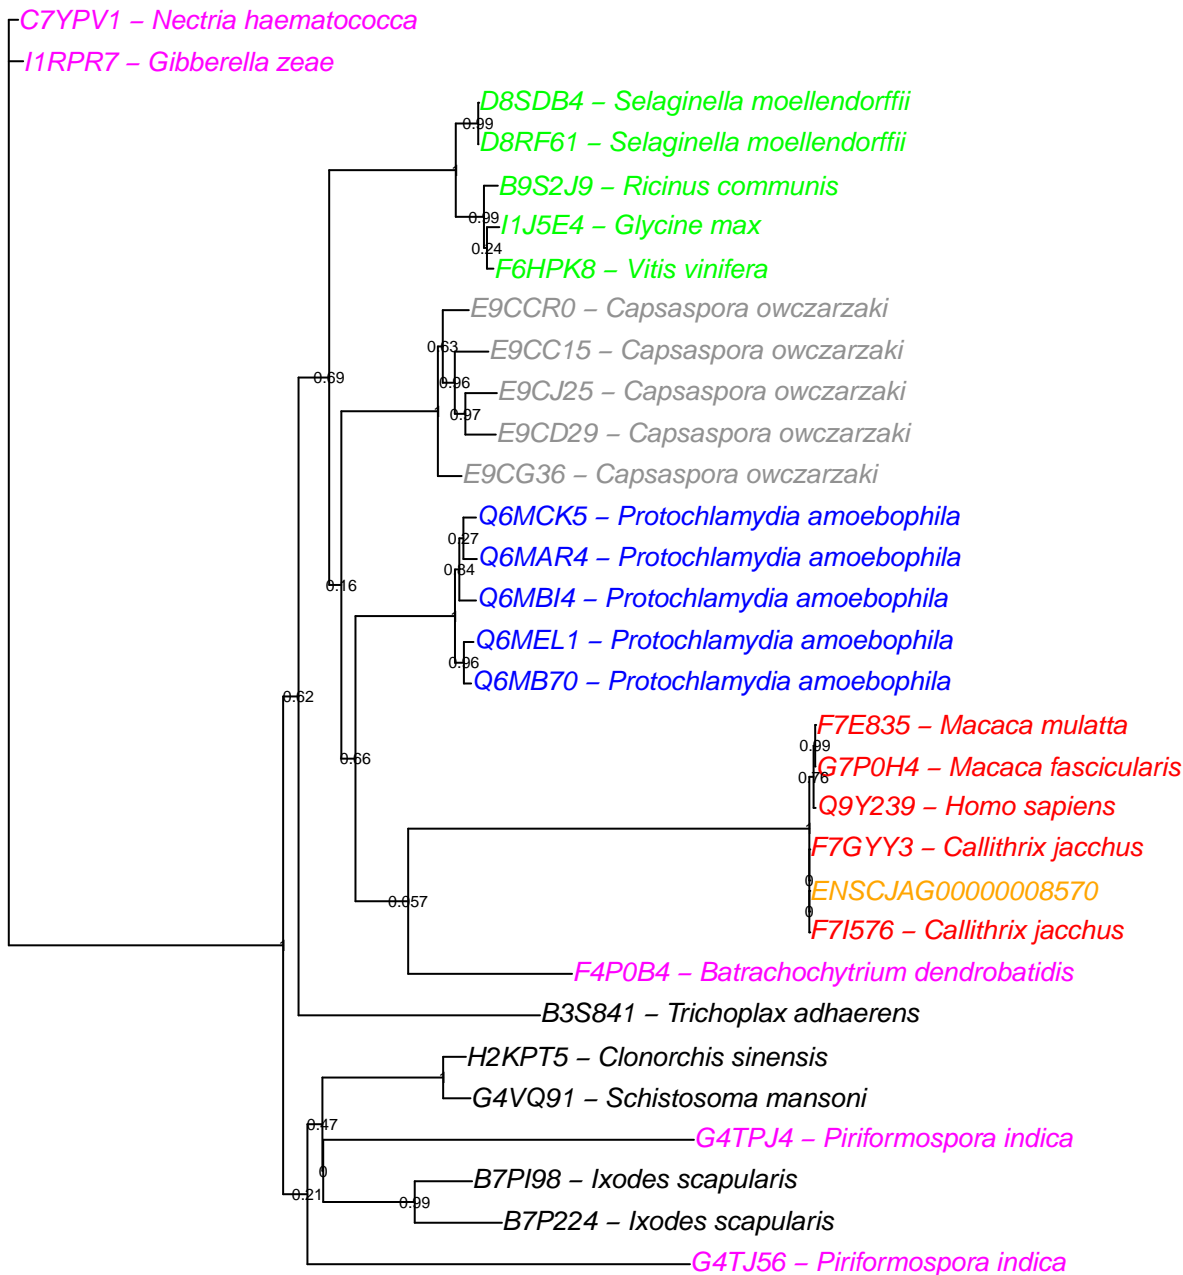 C7YPV1 – Nectria haematococca
I1RPR7 – Gibberella zeae
D8SDB4 – Selaginella moellendorffii
0.99
D8RF61 – Selaginella moellendorffii
1
B9S2J9 – Ricinus communis
0.99
I1J5E4 – Glycine max
0.24
F6HPK8 – Vitis vinifera
E9CCR0 – Capsaspora owczarzaki
0.63
E9CC15 – Capsaspora owczarzaki
0.69
0.96
E9CJ25 – Capsaspora owczarzaki
1
0.97
E9CD29 – Capsaspora owczarzaki
E9CG36 – Capsaspora owczarzaki
Q6MCK5 – Protochlamydia amoebophila
0.27
Q6MAR4 – Protochlamydia amoebophila
0.84
0.16
Q6MBI4 – Protochlamydia amoebophila
1
Q6MEL1 – Protochlamydia amoebophila
0.96
Q6MB70 – Protochlamydia amoebophila
0.62
F7E835 – Macaca mulatta
0.99
0.66
G7P0H4 – Macaca fascicularis
0.76
Q9Y239 – Homo sapiens
1
F7GYY3 – Callithrix jacchus
0
ENSCJAG00000008570
0.057
0
F7I576 – Callithrix jacchus
1
F4P0B4 – Batrachochytrium dendrobatidis
B3S841 – Trichoplax adhaerens
H2KPT5 – Clonorchis sinensis
1
G4VQ91 – Schistosoma mansoni
0.47
G4TPJ4 – Piriformospora indica
0
B7PI98 – Ixodes scapularis
0.21
0.99
B7P224 – Ixodes scapularis
G4TJ56 – Piriformospora indica